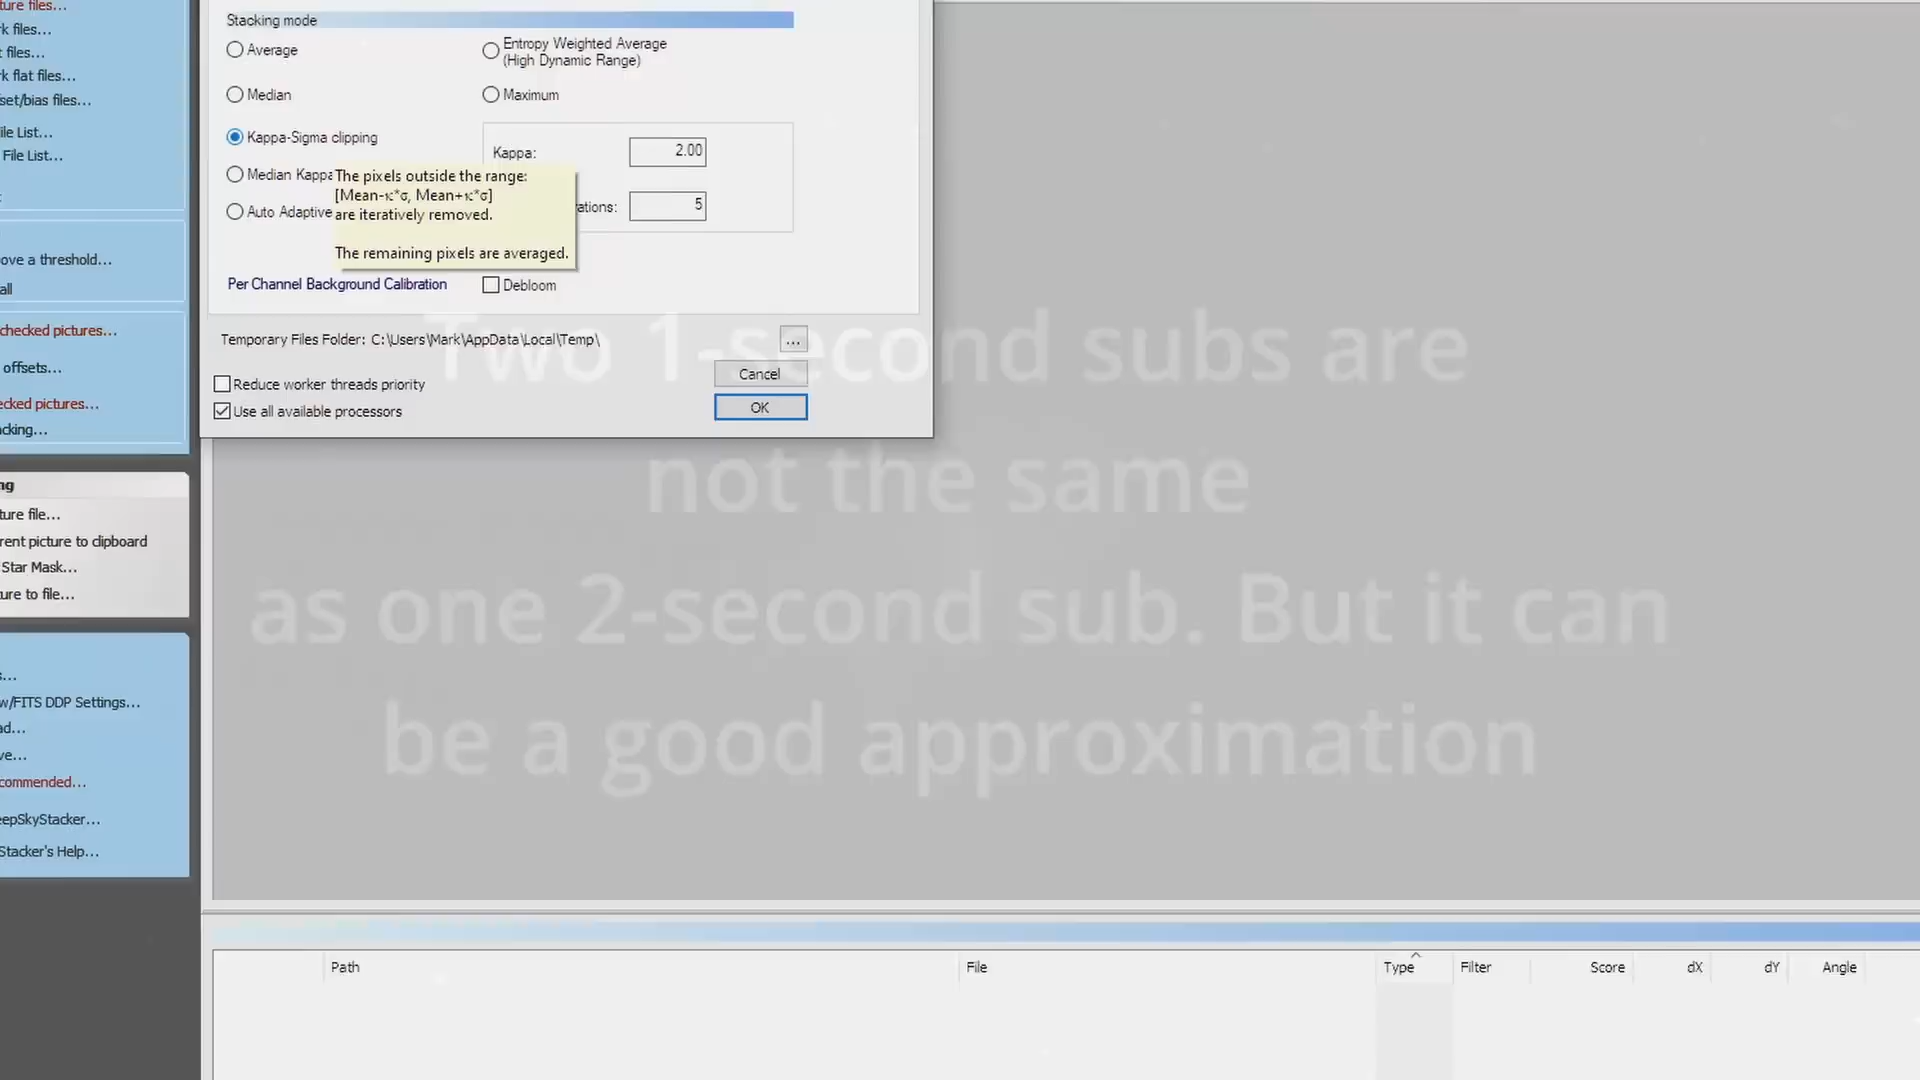 ture files...
rk files...
t files...
rk flat files...
set/bias files...
ile List...
File List...
:
ove a threshold...
all
checked pictures...
offsets...
cked pictures...
cking...
ng
ture file...
rent picture to clipboard
Star Mask...
ure to file...
s...
w/FITS DDP Settings...
ad...
ve...
commended...
eepSkyStacker...
Stacker's Help...
Stacking mode
Average
Entropy Weighted Average
(High Dynamic Range)
Median
Maximum
Kappa-Sigma clipping
Kappa:
2.00
Median Kappa
The pixels outside the range:
[Mean-κ*σ, Mean+κ*σ]
are iteratively removed.
The remaining pixels are averaged.
Auto Adaptive
ations:
5
Per Channel Background Calibration
Debloom
Temporary Files Folder: C:\Users\Mark\AppData\Local\Temp\
...
Reduce worker threads priority
Cancel
Use all available processors
OK
Two 1-second subs are
not the same
as one 2-second sub. But it can
be a good approximation
Path
File
Type
Filter
Score
dX
dY
Angle